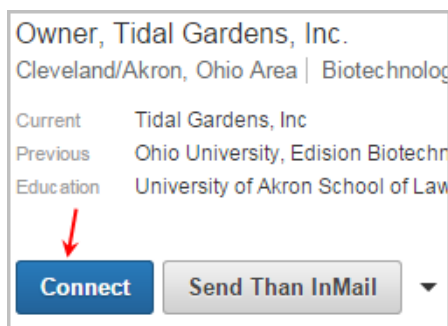 Owner, Tidal Gardens, Inc.
Cleveland/Akron, Ohio Area | Biotechnolog
Current Tidal Gardens, Inc
Previous Ohio University, Edision Biotechn
Education University of Akron School of Law
Connect Send Than InMail